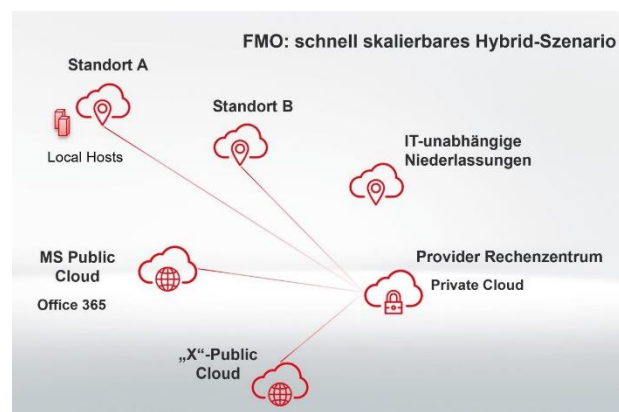 FMO: schnell skalierbares Hybrid-Szenario
Standort A
Local Hosts
Standort B
IT-unabhängige
Niederlassungen
MS Public
Cloud
Office 365
Provider Rechenzentrum
Private Cloud
„X“-Public
Cloud